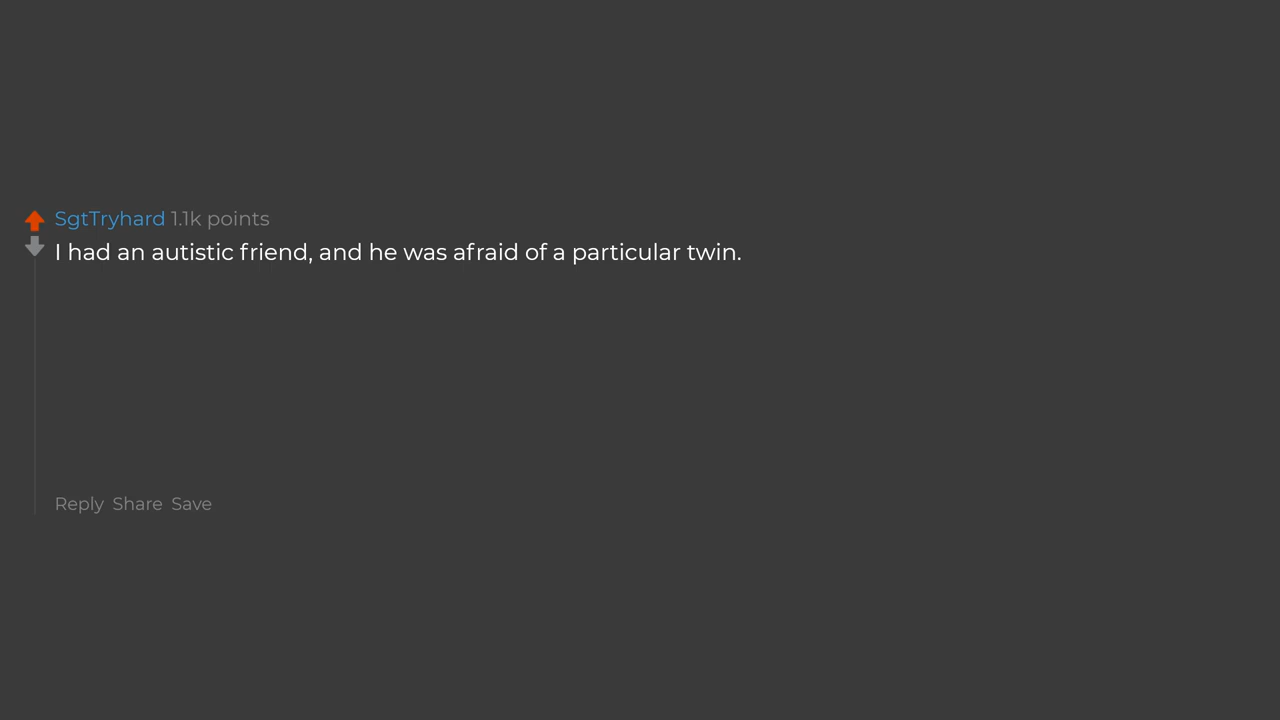 SgtTryhard 1.1k points
I had an autistic friend, and he was afraid of a particular twin.
Reply Share Save